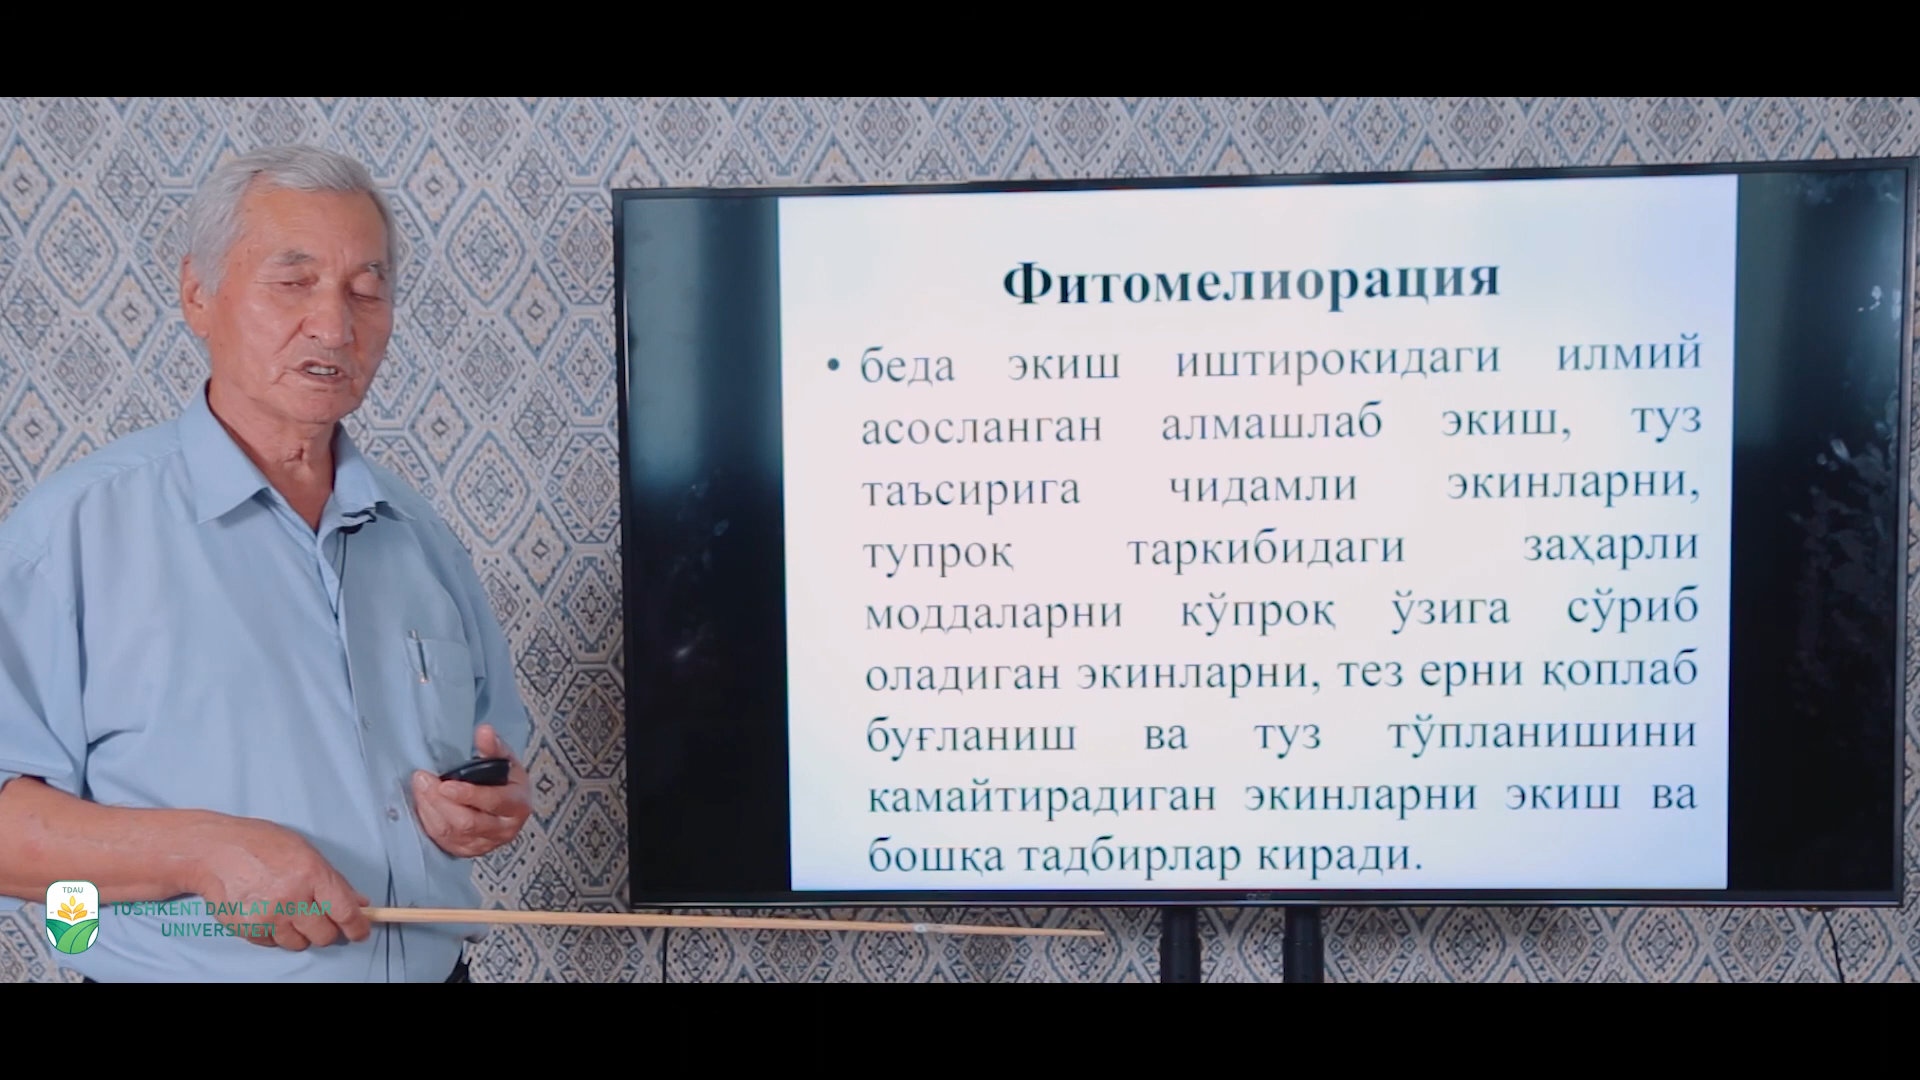 Фитомелиорация
• беда экиш иштирокидаги илмий
асосланган алмашлаб экиш, туз
таъсирига чидамли экинларни,
тупроқ таркибидаги заҳарли
моддаларни кўпроқ ўзига сўриб
оладиган экинларни, тез ерни қоплаб
буғланиш ва туз тўпланишини
камайтирадиган экинларни экиш ва
бошқа тадбирлар киради.
TDAU
TOSHKENT DAVLAT AGRAR
UNIVERSITETI